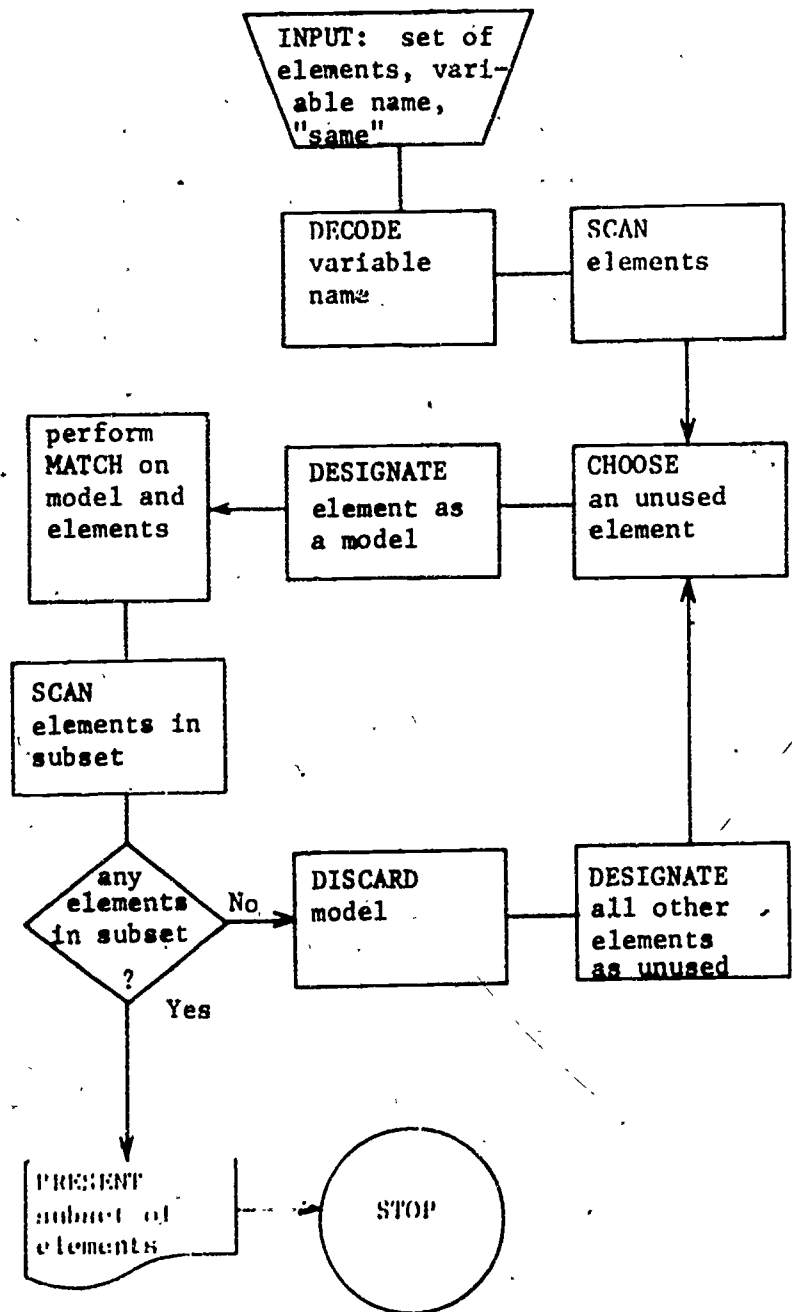 INPUT: set of
elements, vari-
able name,
"same"
DECODE
variable
name
SCAN
elements
perform
MATCH on
model and
elements
DESIGNATE
element as
a model
CHOOSE
an unused
element
SCAN
elements in
subset
any
elements
in subset
?
No
Yes
DISCARD
model
DESIGNATE
all other
elements
as unused
PRESENT
subset of
elements
STOP